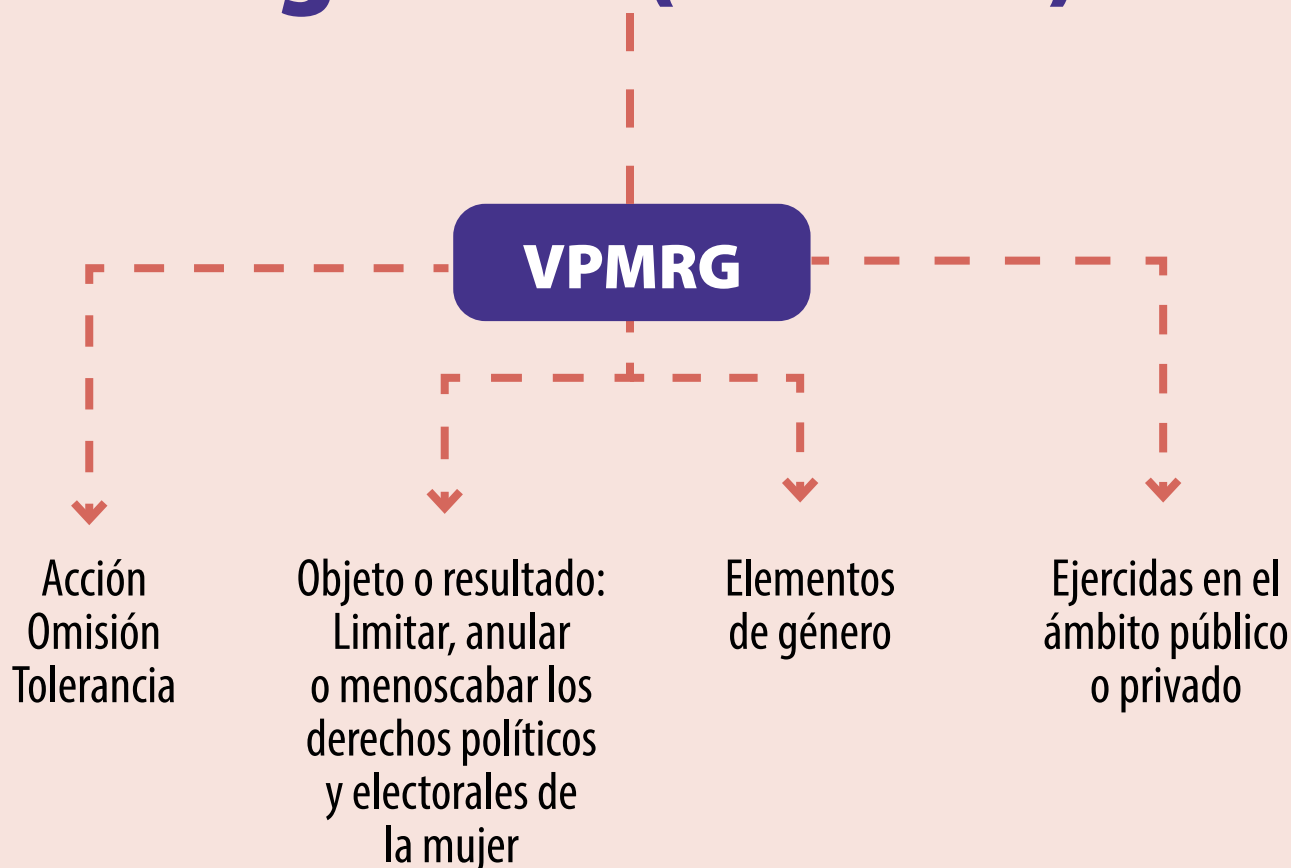 VPMRG
Acción
Omisión
Tolerancia
Objeto o resultado:
Limitar, anular
o menoscabar los
derechos políticos
y electorales de
la mujer
Elementos
de género
Ejercidas en el
ámbito público
o privado